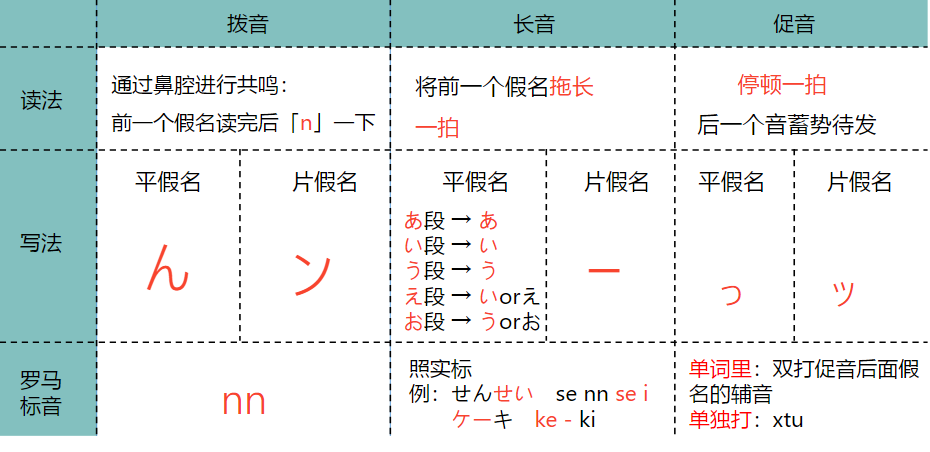 拨音 长音 促音
读法
通过鼻腔进行共鸣：
前一个假名读完后「n」一下
将前一个假名拖长
一拍
停顿一拍
后一个音蓄势待发
写法
平假名 片假名
ん ン
平假名 片假名
あ段 → あ
い段 → い
う段 → う
え段 → いorえ
お段 → うorお
ー
平假名 片假名
っ ッ
罗马
标音
nn
照实标
例：せんせい se nn se i
ケーキ ke - ki
单词里：双打促音后面假
名的辅音
单独打：xtu